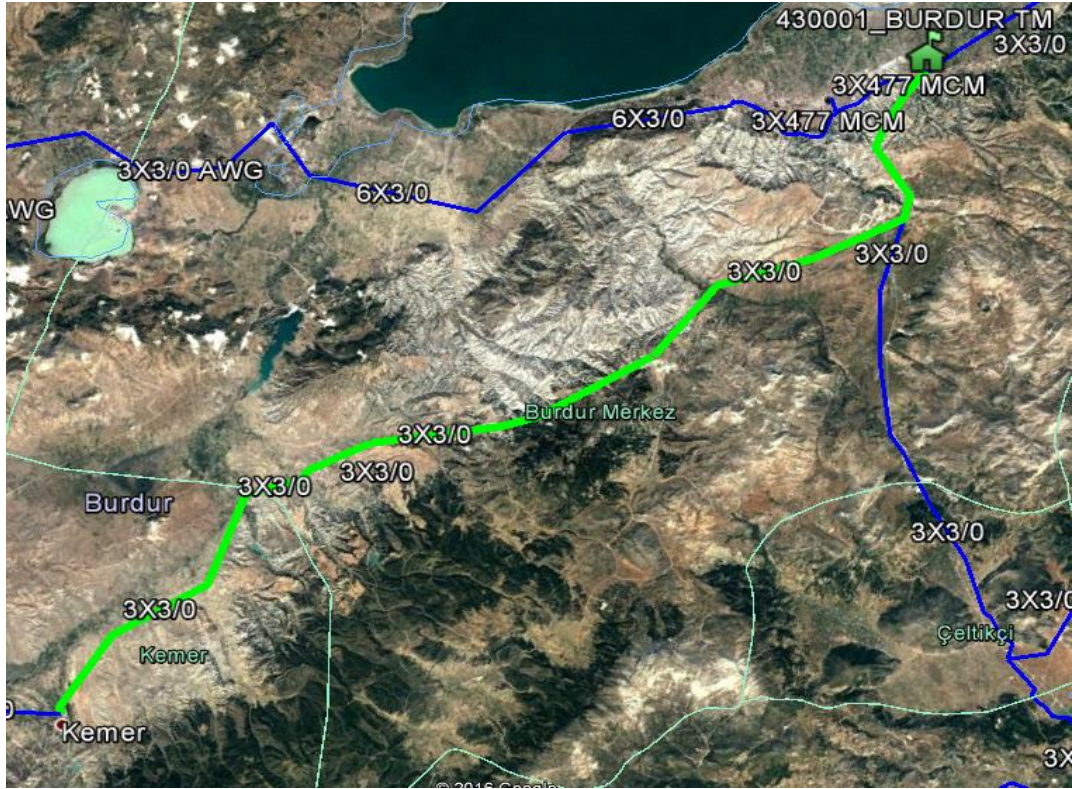 430001_BURDUR TM
3X3/0
3X477 MCM
6X3/0
3X477 MCM
3X3/0 AWG
6X3/0
AWG
3X3/0
3X3/0
Burdur Merkez
3X3/0
3X3/0
3X3/0
Burdur
3X3/0
3X3/0
3X3/0
Çeltikçi
Kemer
Kemer
© 2016 Google